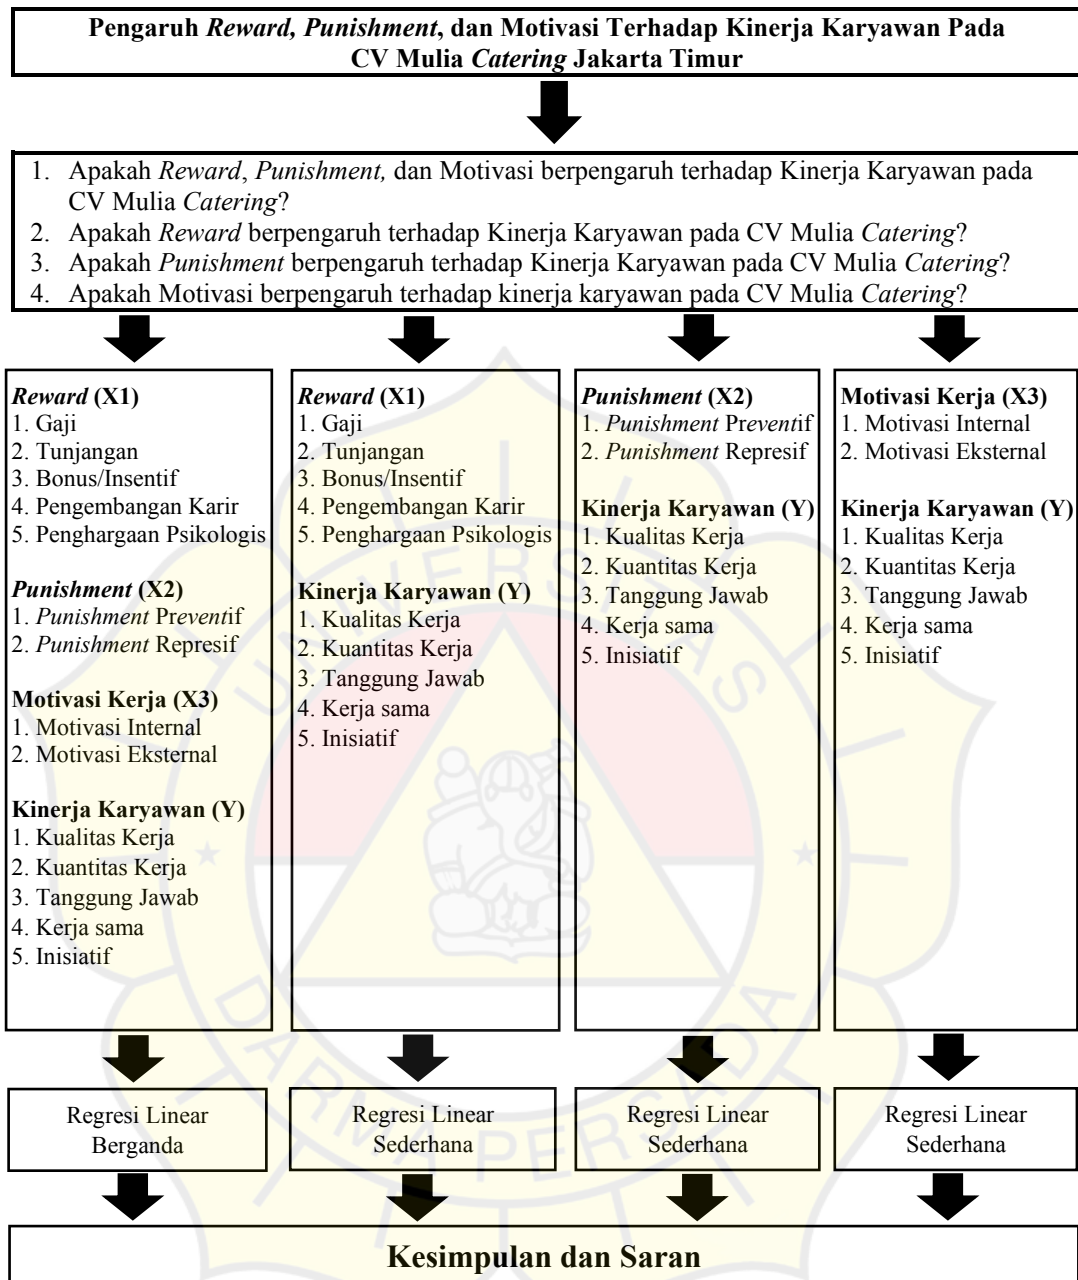 Pengaruh Reward, Punishment, dan Motivasi Terhadap Kinerja Karyawan Pada
CV Mulia Catering Jakarta Timur
1. Apakah Reward, Punishment, dan Motivasi berpengaruh terhadap Kinerja Karyawan pada
CV Mulia Catering?
2. Apakah Reward berpengaruh terhadap Kinerja Karyawan pada CV Mulia Catering?
3. Apakah Punishment berpengaruh terhadap Kinerja Karyawan pada CV Mulia Catering?
4. Apakah Motivasi berpengaruh terhadap kinerja karyawan pada CV Mulia Catering?
Reward (X1)
1. Gaji
2. Tunjangan
3. Bonus/Insentif
4. Pengembangan Karir
5. Penghargaan Psikologis
Punishment (X2)
1. Punishment Preventif
2. Punishment Represif
Motivasi Kerja (X3)
1. Motivasi Internal
2. Motivasi Eksternal
Kinerja Karyawan (Y)
1. Kualitas Kerja
2. Kuantitas Kerja
3. Tanggung Jawab
4. Kerja sama
5. Inisiatif
Reward (X1)
1. Gaji
2. Tunjangan
3. Bonus/Insentif
4. Pengembangan Karir
5. Penghargaan Psikologis
Kinerja Karyawan (Y)
1. Kualitas Kerja
2. Kuantitas Kerja
3. Tanggung Jawab
4. Kerja sama
5. Inisiatif
Punishment (X2)
1. Punishment Preventif
2. Punishment Represif
Kinerja Karyawan (Y)
1. Kualitas Kerja
2. Kuantitas Kerja
3. Tanggung Jawab
4. Kerja sama
5. Inisiatif
Motivasi Kerja (X3)
1. Motivasi Internal
2. Motivasi Eksternal
Kinerja Karyawan (Y)
1. Kualitas Kerja
2. Kuantitas Kerja
3. Tanggung Jawab
4. Kerja sama
5. Inisiatif
Regresi Linear
Berganda
Regresi Linear
Sederhana
Regresi Linear
Sederhana
Regresi Linear
Sederhana
Kesimpulan dan Saran
UNIVERSITAS
DARMA PERSADA